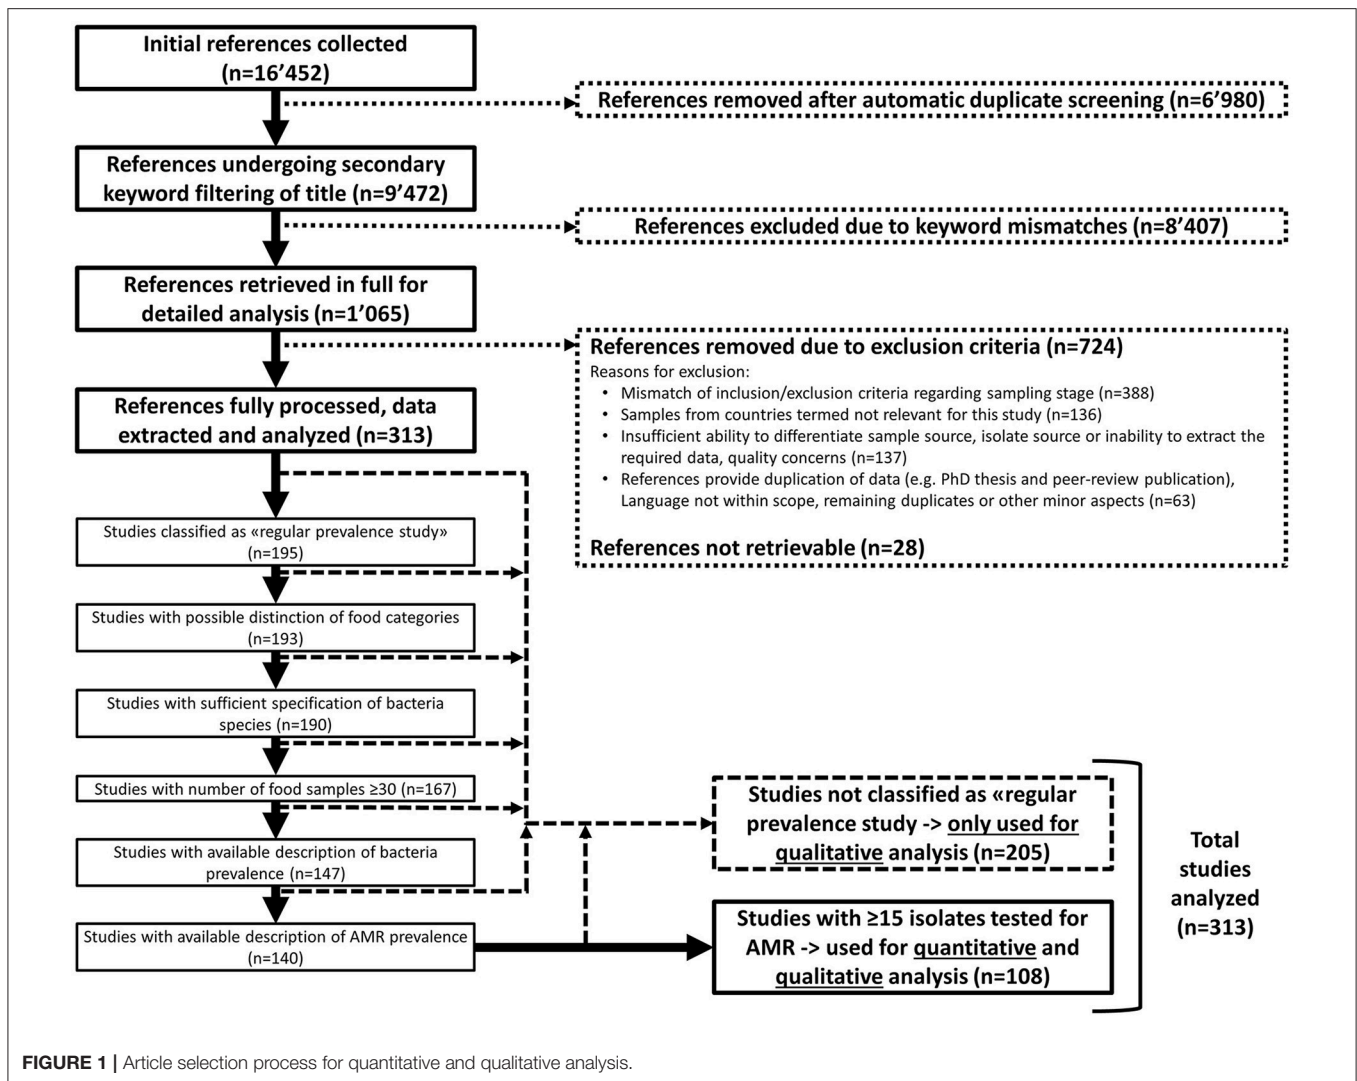 Initial references collected
(n=16’452)
References removed after automatic duplicate screening (n=6’980)
References undergoing secondary
keyword filtering of title (n=9’472)
References excluded due to keyword mismatches (n=8’407)
References retrieved in full for
detailed analysis (n=1’065)
References removed due to exclusion criteria (n=724)
Reasons for exclusion:
• Mismatch of inclusion/exclusion criteria regarding sampling stage (n=388)
• Samples from countries termed not relevant for this study (n=136)
• Insufficient ability to differentiate sample source, isolate source or inability to extract the
required data, quality concerns (n=137)
• References provide duplication of data (e.g. PhD thesis and peer-review publication),
Language not within scope, remaining duplicates or other minor aspects (n=63)
References not retrievable (n=28)
References fully processed, data
extracted and analyzed (n=313)
Studies classified as «regular prevalence study»
(n=195)
Studies with possible distinction of food categories
(n=193)
Studies with sufficient specification of bacteria
species (n=190)
Studies with number of food samples ≥30 (n=167)
Studies with available description of bacteria
prevalence (n=147)
Studies with available description of AMR prevalence
(n=140)
Studies not classified as «regular
prevalence study -> only used for
qualitative analysis (n=205)
Studies with ≥15 isolates tested for
AMR -> used for quantitative and
qualitative analysis (n=108)
Total
studies
analyzed
(n=313)
FIGURE 1 | Article selection process for quantitative and qualitative analysis.